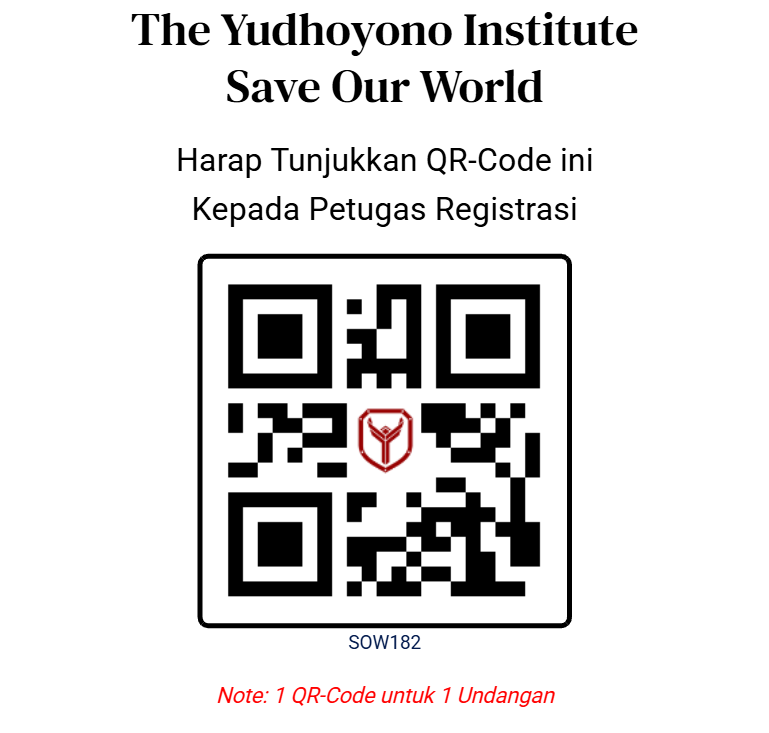 The Yudhoyono Institute
Save Our World
Harap Tunjukkan QR-Code ini
Kepada Petugas Registrasi
SOW182
Note: 1 QR-Code untuk 1 Undangan